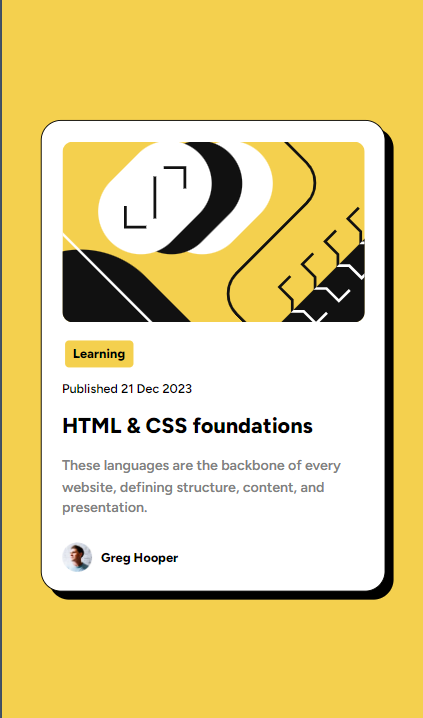 Learning
Published 21 Dec 2023
HTML & CSS foundations
These languages are the backbone of every
website, defining structure, content, and
presentation.
Greg Hooper